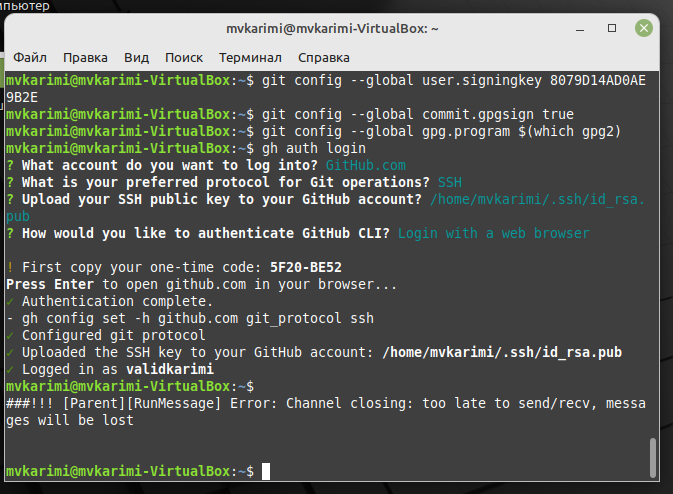 мпьютер
mvkarimi@mvkarimi-VirtualBox: ~
Файл Правка Вид Поиск Терминал Справка
mvkarimi@mvkarimi-VirtualBox:~$ git config --global user.signingkey 8079D14AD0AE
9B2E
mvkarimi@mvkarimi-VirtualBox:~$ git config --global commit.gpgsign true
mvkarimi@mvkarimi-VirtualBox:~$ git config --global gpg.program $(which gpg2)
mvkarimi@mvkarimi-VirtualBox:~$ gh auth login
? What account do you want to log into? GitHub.com
? What is your preferred protocol for Git operations? SSH
? Upload your SSH public key to your GitHub account? /home/mvkarimi/.ssh/id_rsa.
pub
? How would you like to authenticate GitHub CLI? Login with a web browser
! First copy your one-time code: 5F20-BE52
Press Enter to open github.com in your browser...
✓ Authentication complete.
- gh config set -h github.com git_protocol ssh
✓ Configured git protocol
✓ Uploaded the SSH key to your GitHub account: /home/mvkarimi/.ssh/id_rsa.pub
✓ Logged in as validkarimi
mvkarimi@mvkarimi-VirtualBox:~$
###!!! [Parent][RunMessage] Error: Channel closing: too late to send/recv, messa
ges will be lost
mvkarimi@mvkarimi-VirtualBox:~$